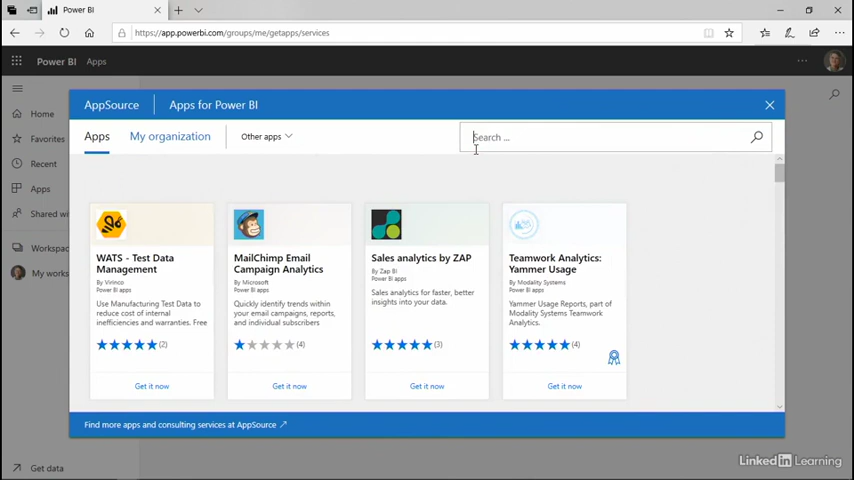 Power BI
https://app.powerbi.com/groups/me/getapps/services
Power BI Apps
AppSource Apps for Power BI
Apps My organization Other apps Search ...
Home
Favorites
Recent
Apps
Shared wi
Workspac
My works
Get data
WATS - Test Data
Management
By Virinco
Power BI apps
Use Manufacturing Test Data to
reduce cost of internal
inefficiencies and warranties. Free
(2)
Get it now
MailChimp Email
Campaign Analytics
By Microsoft
Power BI apps
Quickly identify trends within
your email campaigns, reports,
and individual subscribers
(4)
Get it now
Sales analytics by ZAP
By Zap BI
Power BI apps
Sales analytics for faster, better
insights into your data.
(3)
Get it now
Teamwork Analytics:
Yammer Usage
By Modality Systems
Power BI apps
Yammer Usage Reports, part of
Modality Systems Teamwork
Analytics.
(4)
Get it now
Find more apps and consulting services at AppSource
LinkedIn Learning